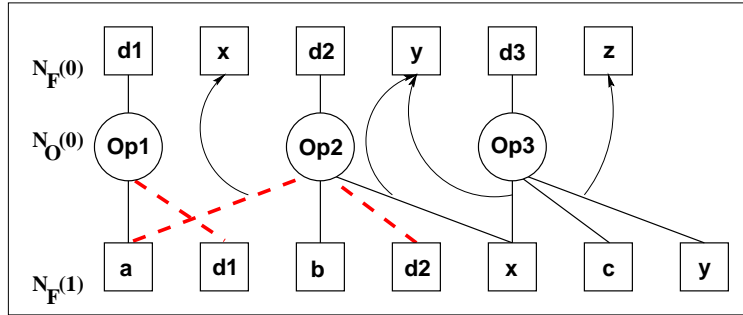 N_F(0) d1 x d2 y d3 z
N_O(0) Op1 Op2 Op3
N_F(1) a d1 b d2 x c y